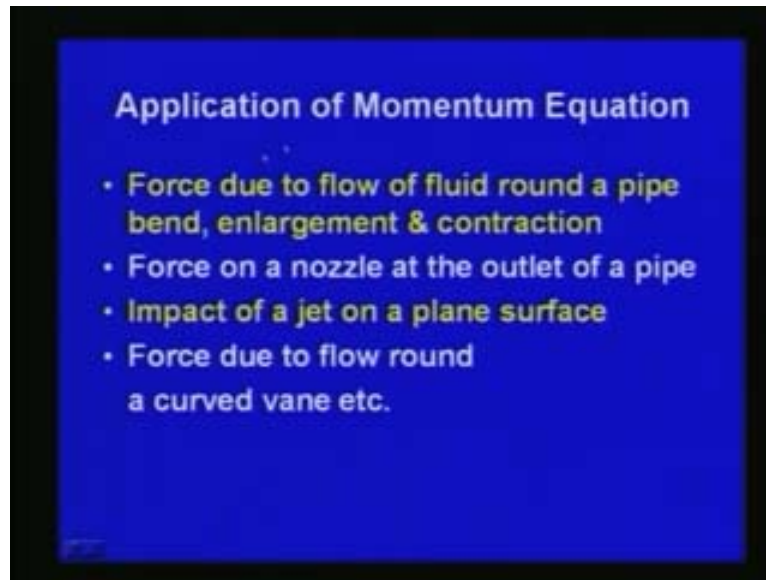 Application of Momentum Equation
• Force due to flow of fluid round a pipe
bend, enlargement & contraction
• Force on a nozzle at the outlet of a pipe
• Impact of a jet on a plane surface
• Force due to flow round
a curved vane etc.